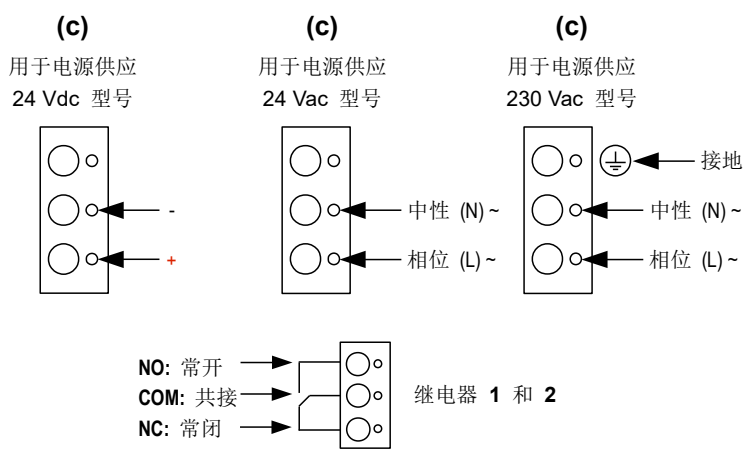 (c)
用于电源供应
24 Vdc 型号
-
+
(c)
用于电源供应
24 Vac 型号
中性 (N) ~
相位 (L) ~
(c)
用于电源供应
230 Vac 型号
接地
中性 (N) ~
相位 (L) ~
NO: 常开
COM: 共接
NC: 常闭
继电器 1 和 2